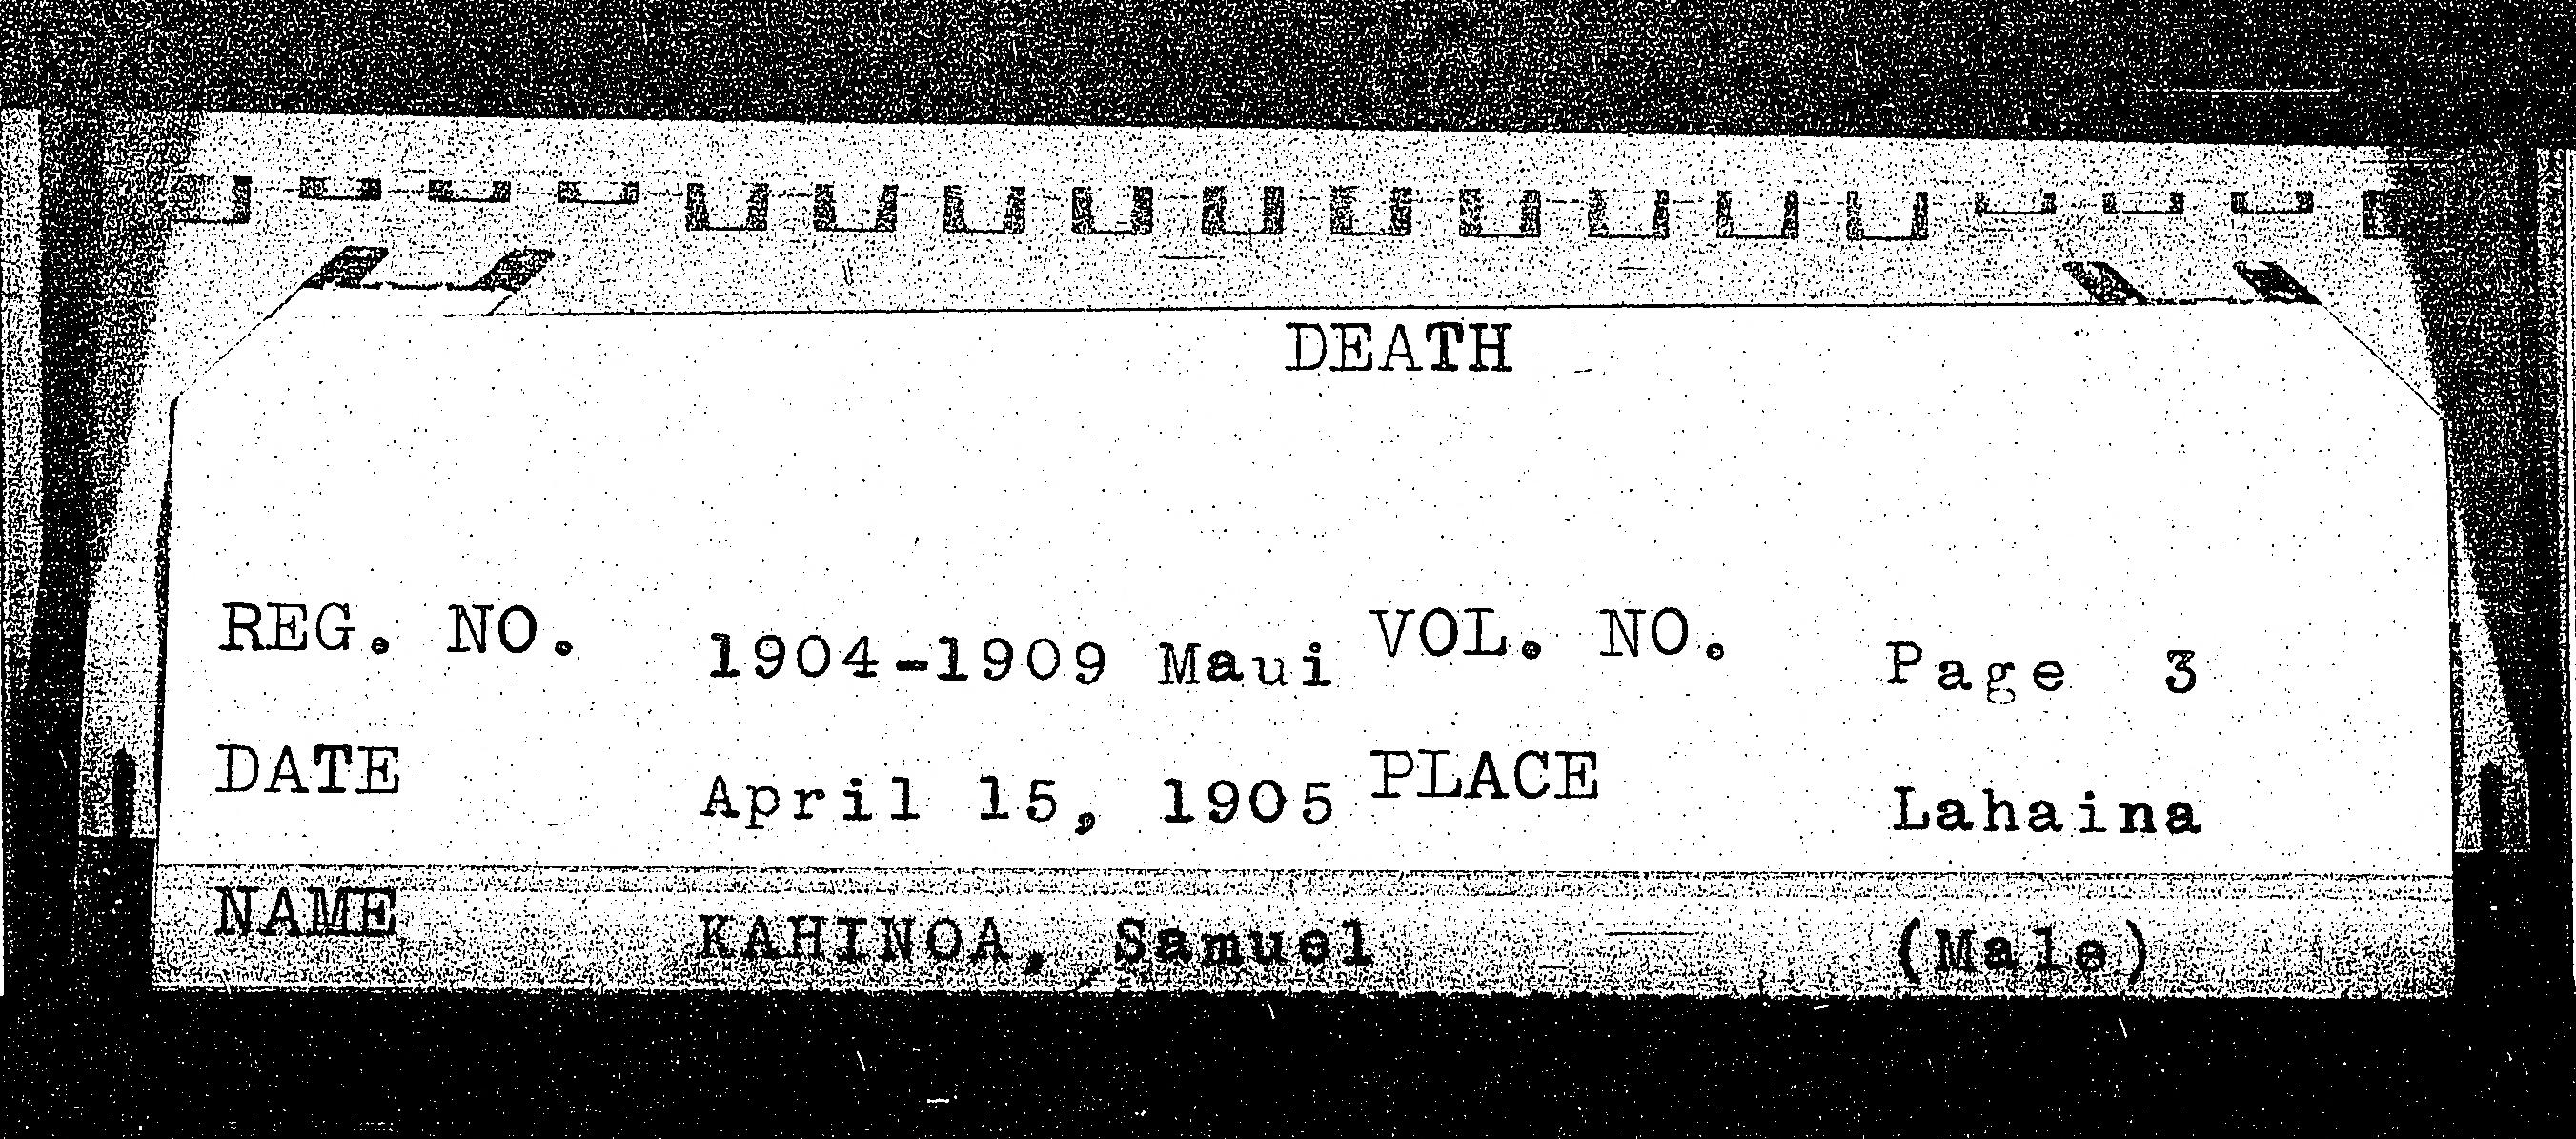 DEATH
REG. NO. 1904-1909 Maui VOL. NO. Page 3
DATE April 15, 1905 PLACE Lahaina
NAME KAHINOA, Samuel (Male)